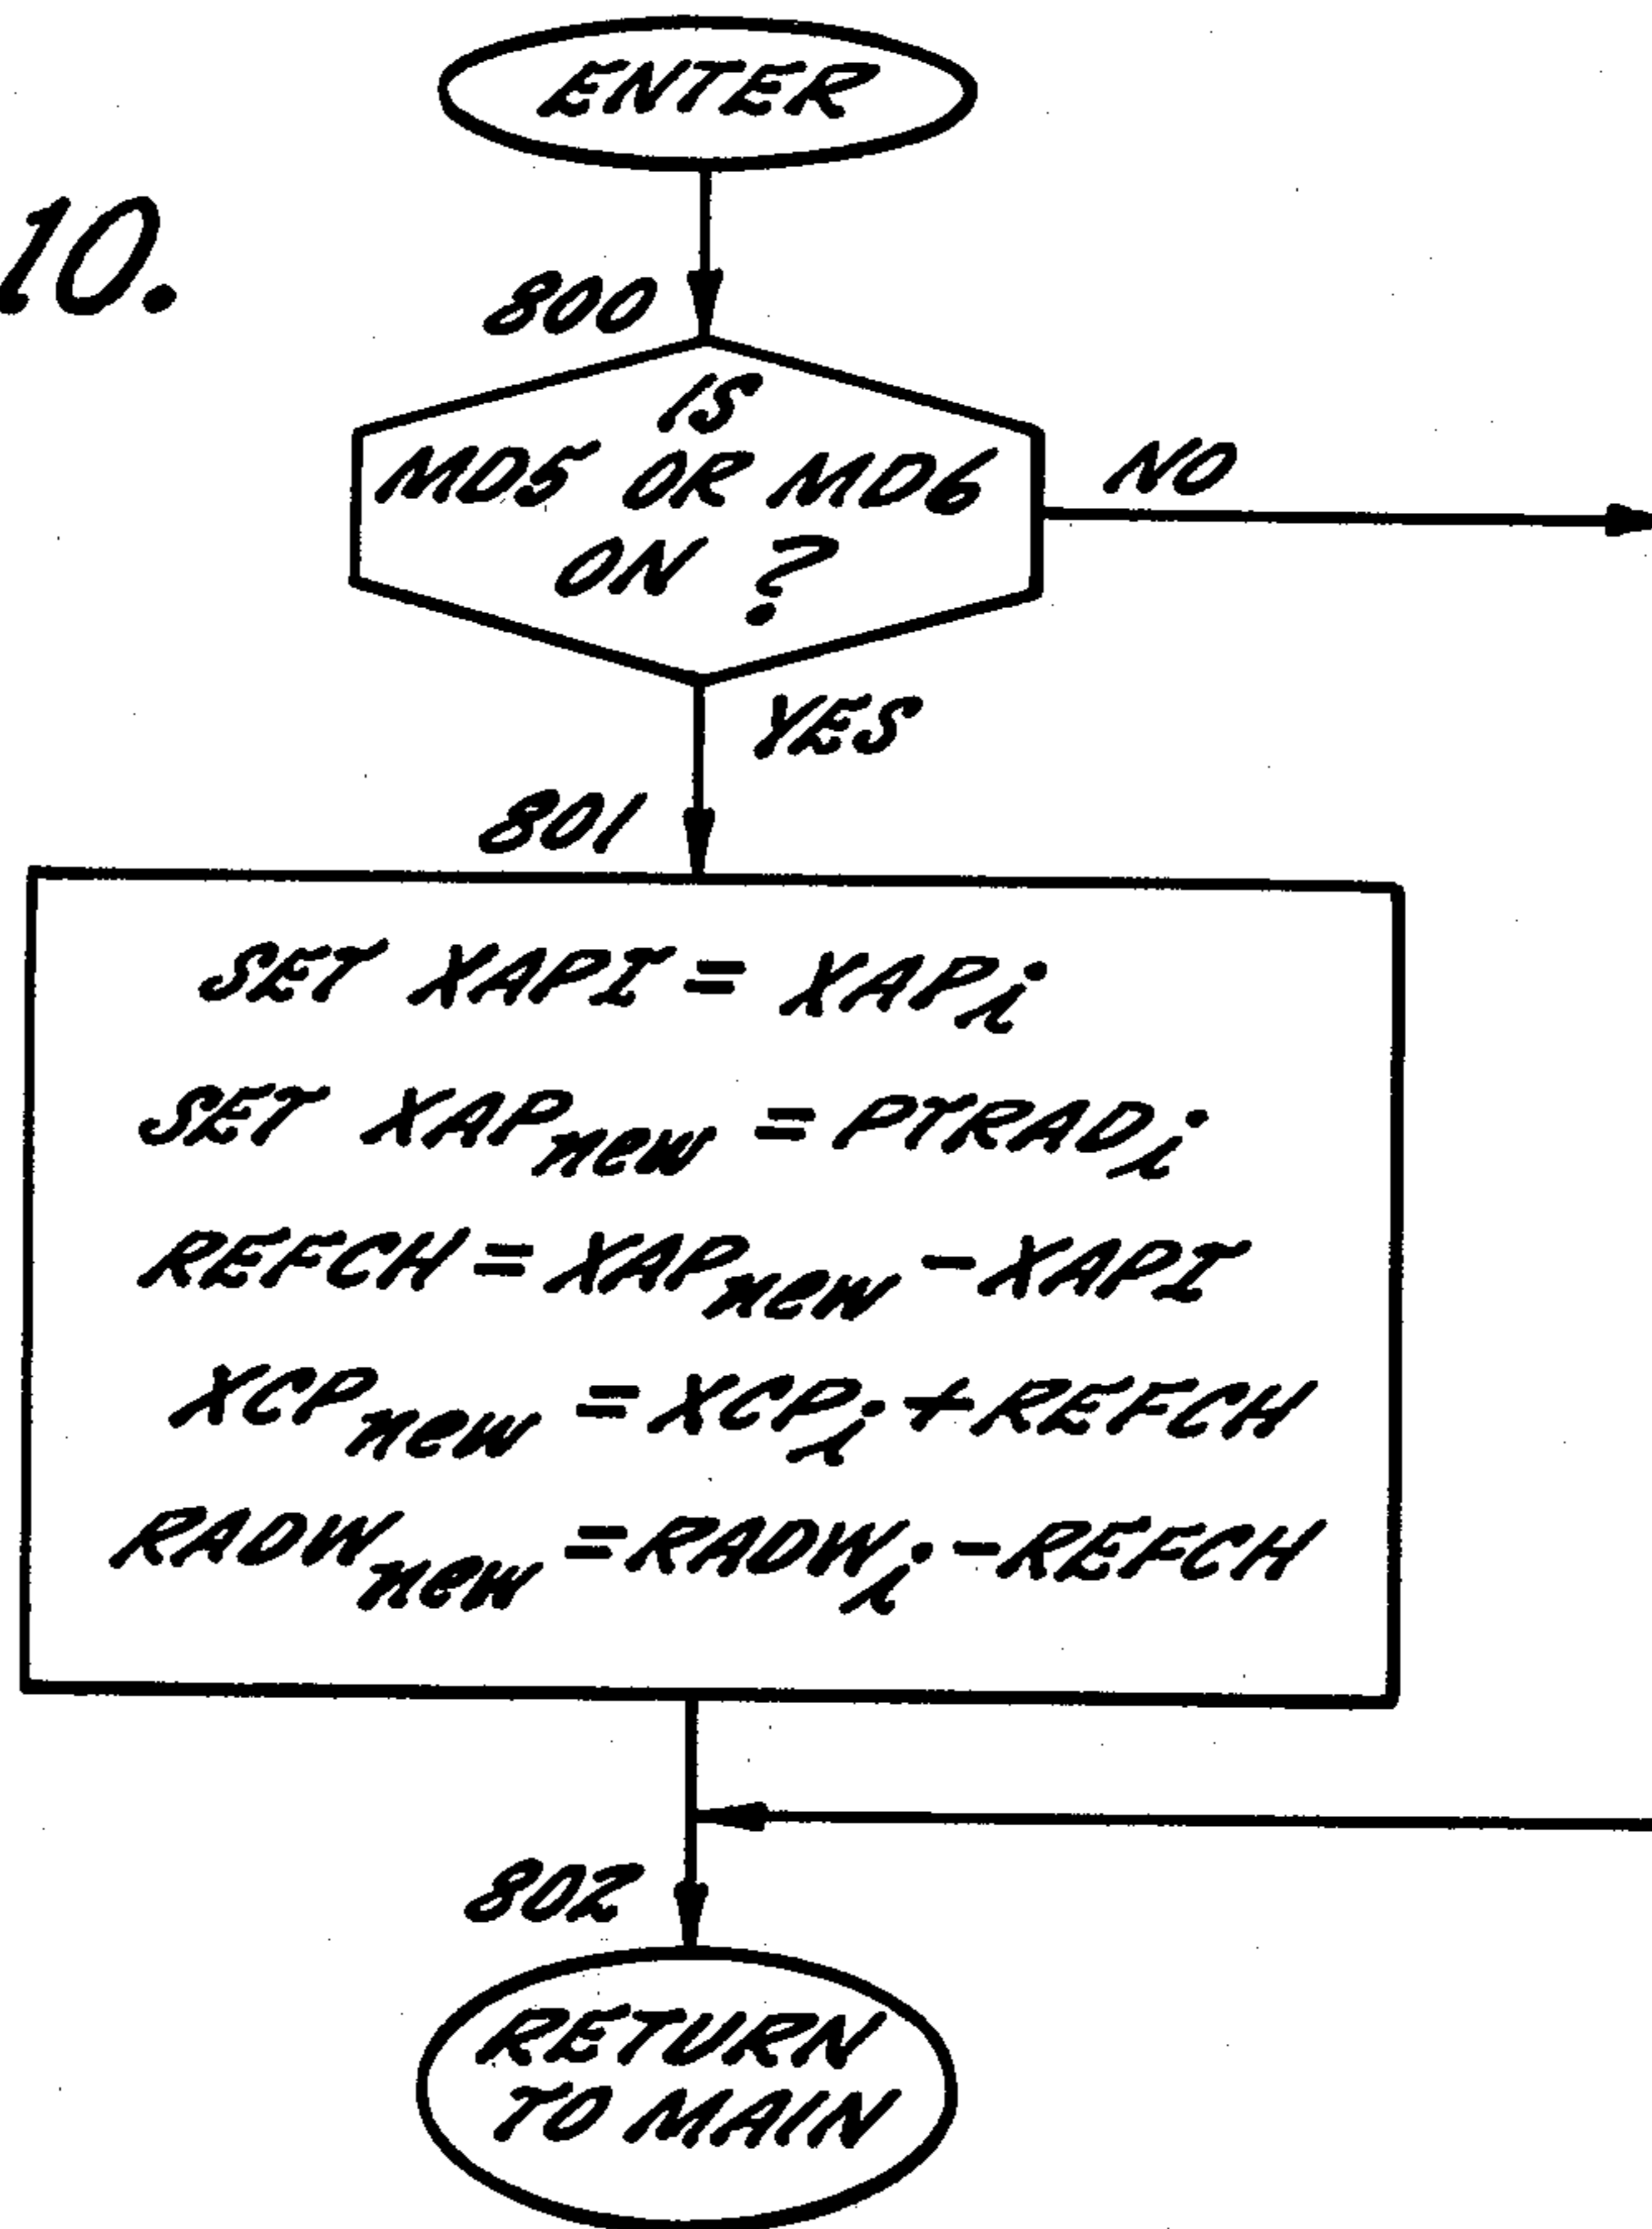 ENTER
10.
800
IS
MD5 OR MD6
ON ?
NO
YES
801
SET XAPI = XAPi
SET XAPnew = PTRADi
REFCH = XAPnew - XAPI
XCPnew = XCPi + REFCH
RADWnew = RADWi - REFCH
802
RETURN
TO MAIN